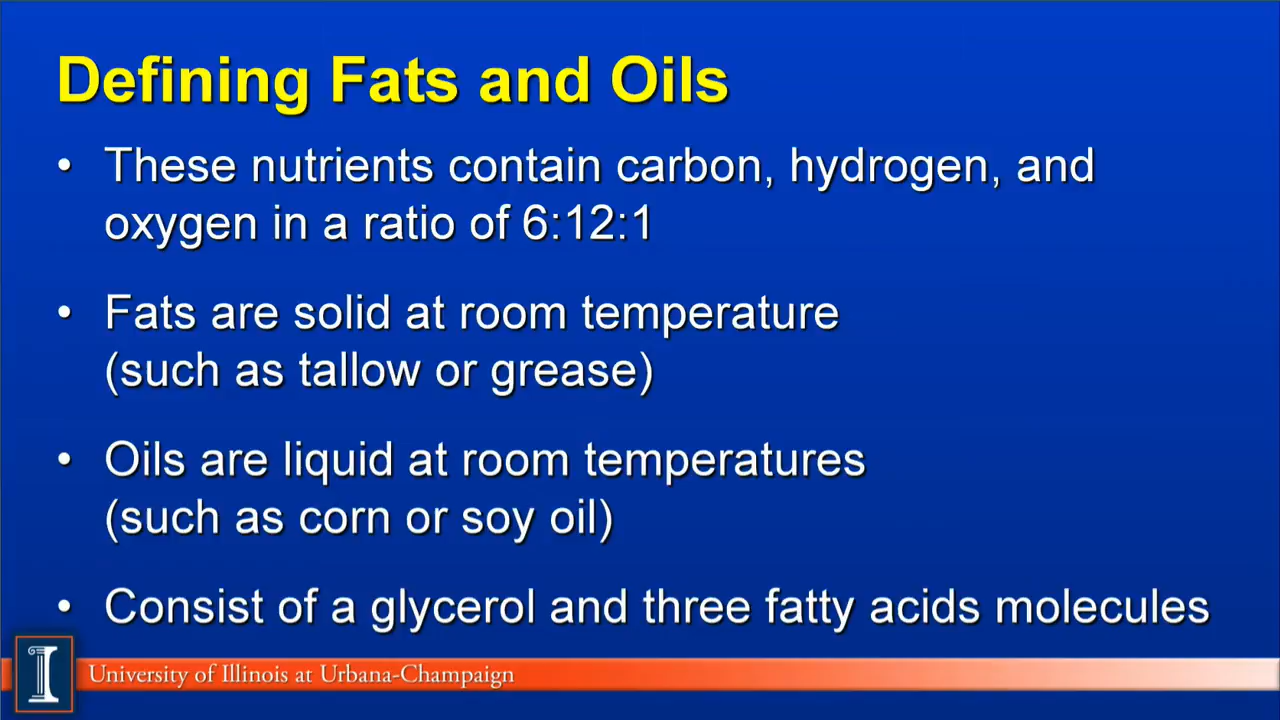 Defining Fats and Oils
• These nutrients contain carbon, hydrogen, and
oxygen in a ratio of 6:12:1
• Fats are solid at room temperature
(such as tallow or grease)
• Oils are liquid at room temperatures
(such as corn or soy oil)
• Consist of a glycerol and three fatty acids molecules
I
University of Illinois at Urbana-Champaign